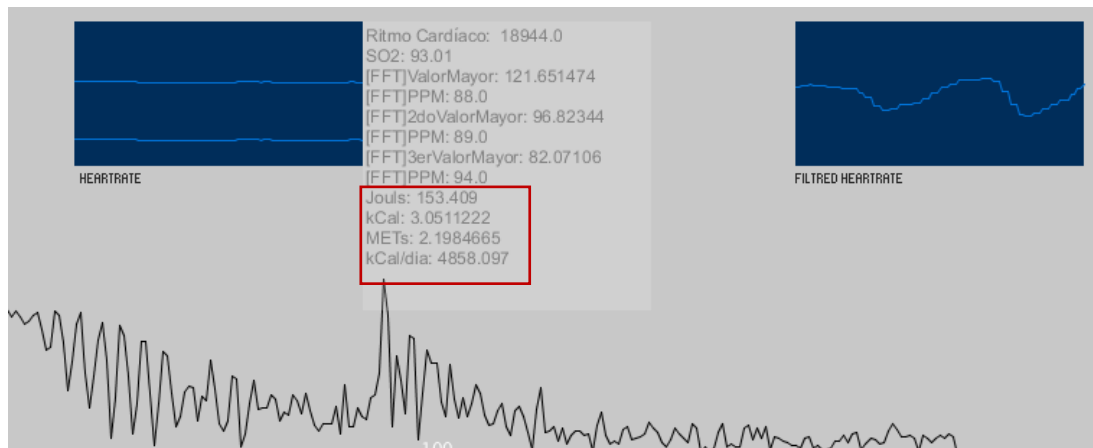 Ritmo Cardíaco: 18944.0
SO2: 93.01
[FFT]ValorMayor: 121.651474
[FFT]PPM: 88.0
[FFT]2doValorMayor: 96.82344
[FFT]PPM: 89.0
[FFT]3erValorMayor: 82.07106
[FFT]PPM: 94.0
Jouls: 153.409
kCal: 3.0511222
METs: 2.1984665
kCal/dia: 4858.097
HEARTRATE
FILTRED HEARTRATE
100